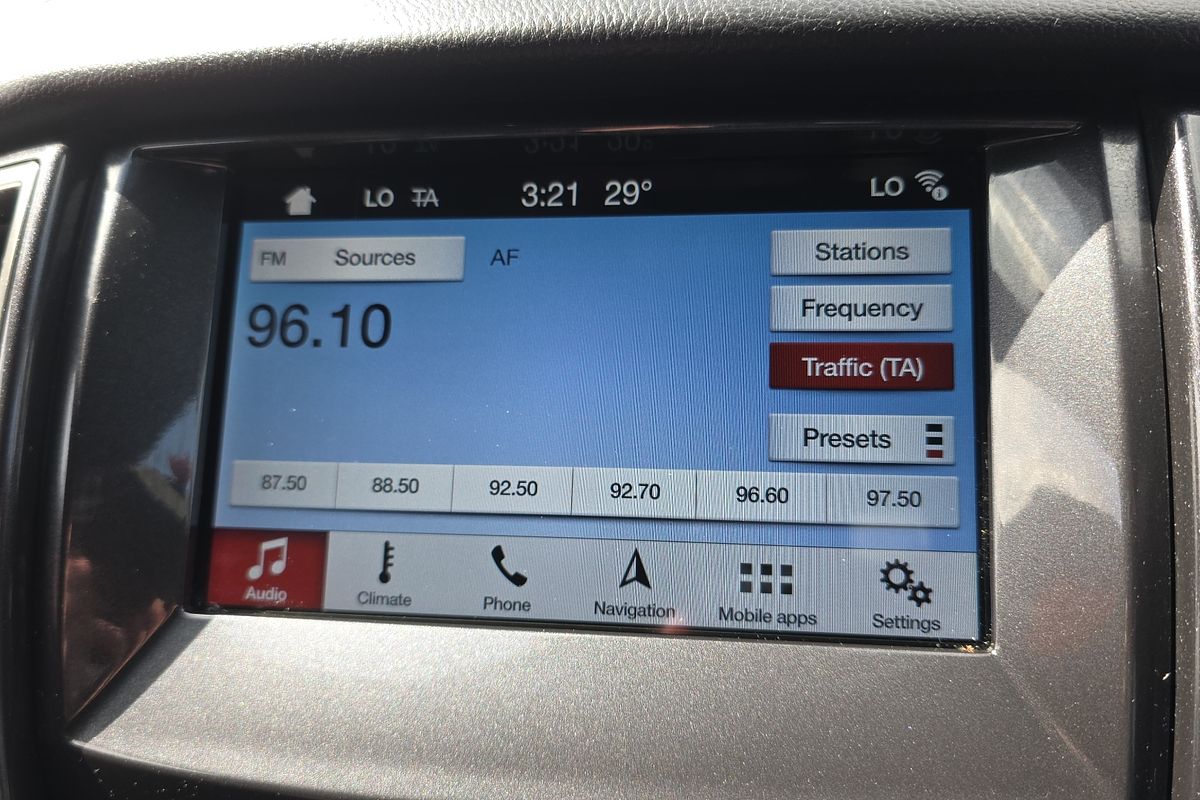 LO TA 3:21 29° LO
FM Sources AF Stations
96.10 Frequency
Traffic (TA)
Presets
87.50 88.50 92.50 92.70 96.60 97.50
Audio Climate Phone Navigation Mobile apps Settings